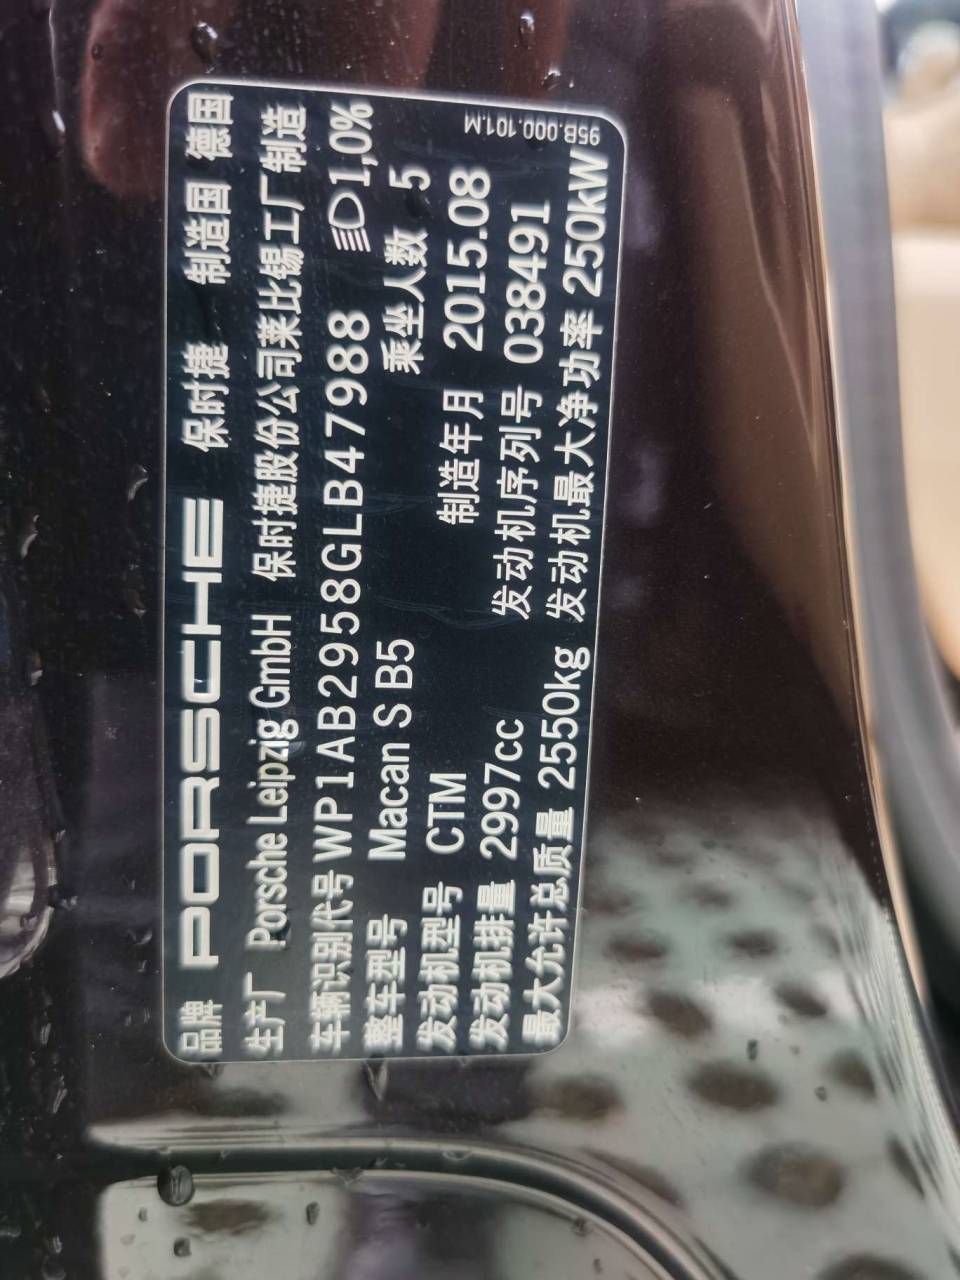 品牌 PORSCHE 保时捷 制造国 德国
生产厂 Porsche Leipzig GmbH 保时捷股份公司莱比锡工厂制造
车辆识别代号 WP1AB2958GLB47988 1,0%
整车型号 Macan S B5 乘坐人数 5
发动机型号 CTM 制造年月 2015.08
发动机排量 2997cc 发动机序列号 038491
最大允许总质量 2550kg 发动机最大净功率 250kW
95B.000.101.M